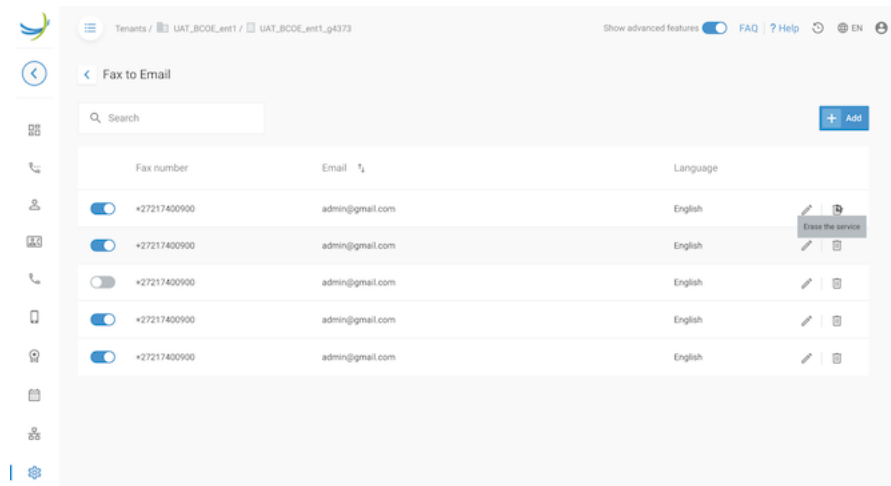 Tenants / UAT_BCOE_ent1 / UAT_BCOE_ent1_g4373
Show advanced features FAQ ? Help EN
Fax to Email
Search
+ Add
Fax number Email Language
+27217400900 admin@gmail.com English
Erase the service
+27217400900 admin@gmail.com English
+27217400900 admin@gmail.com English
+27217400900 admin@gmail.com English
+27217400900 admin@gmail.com English